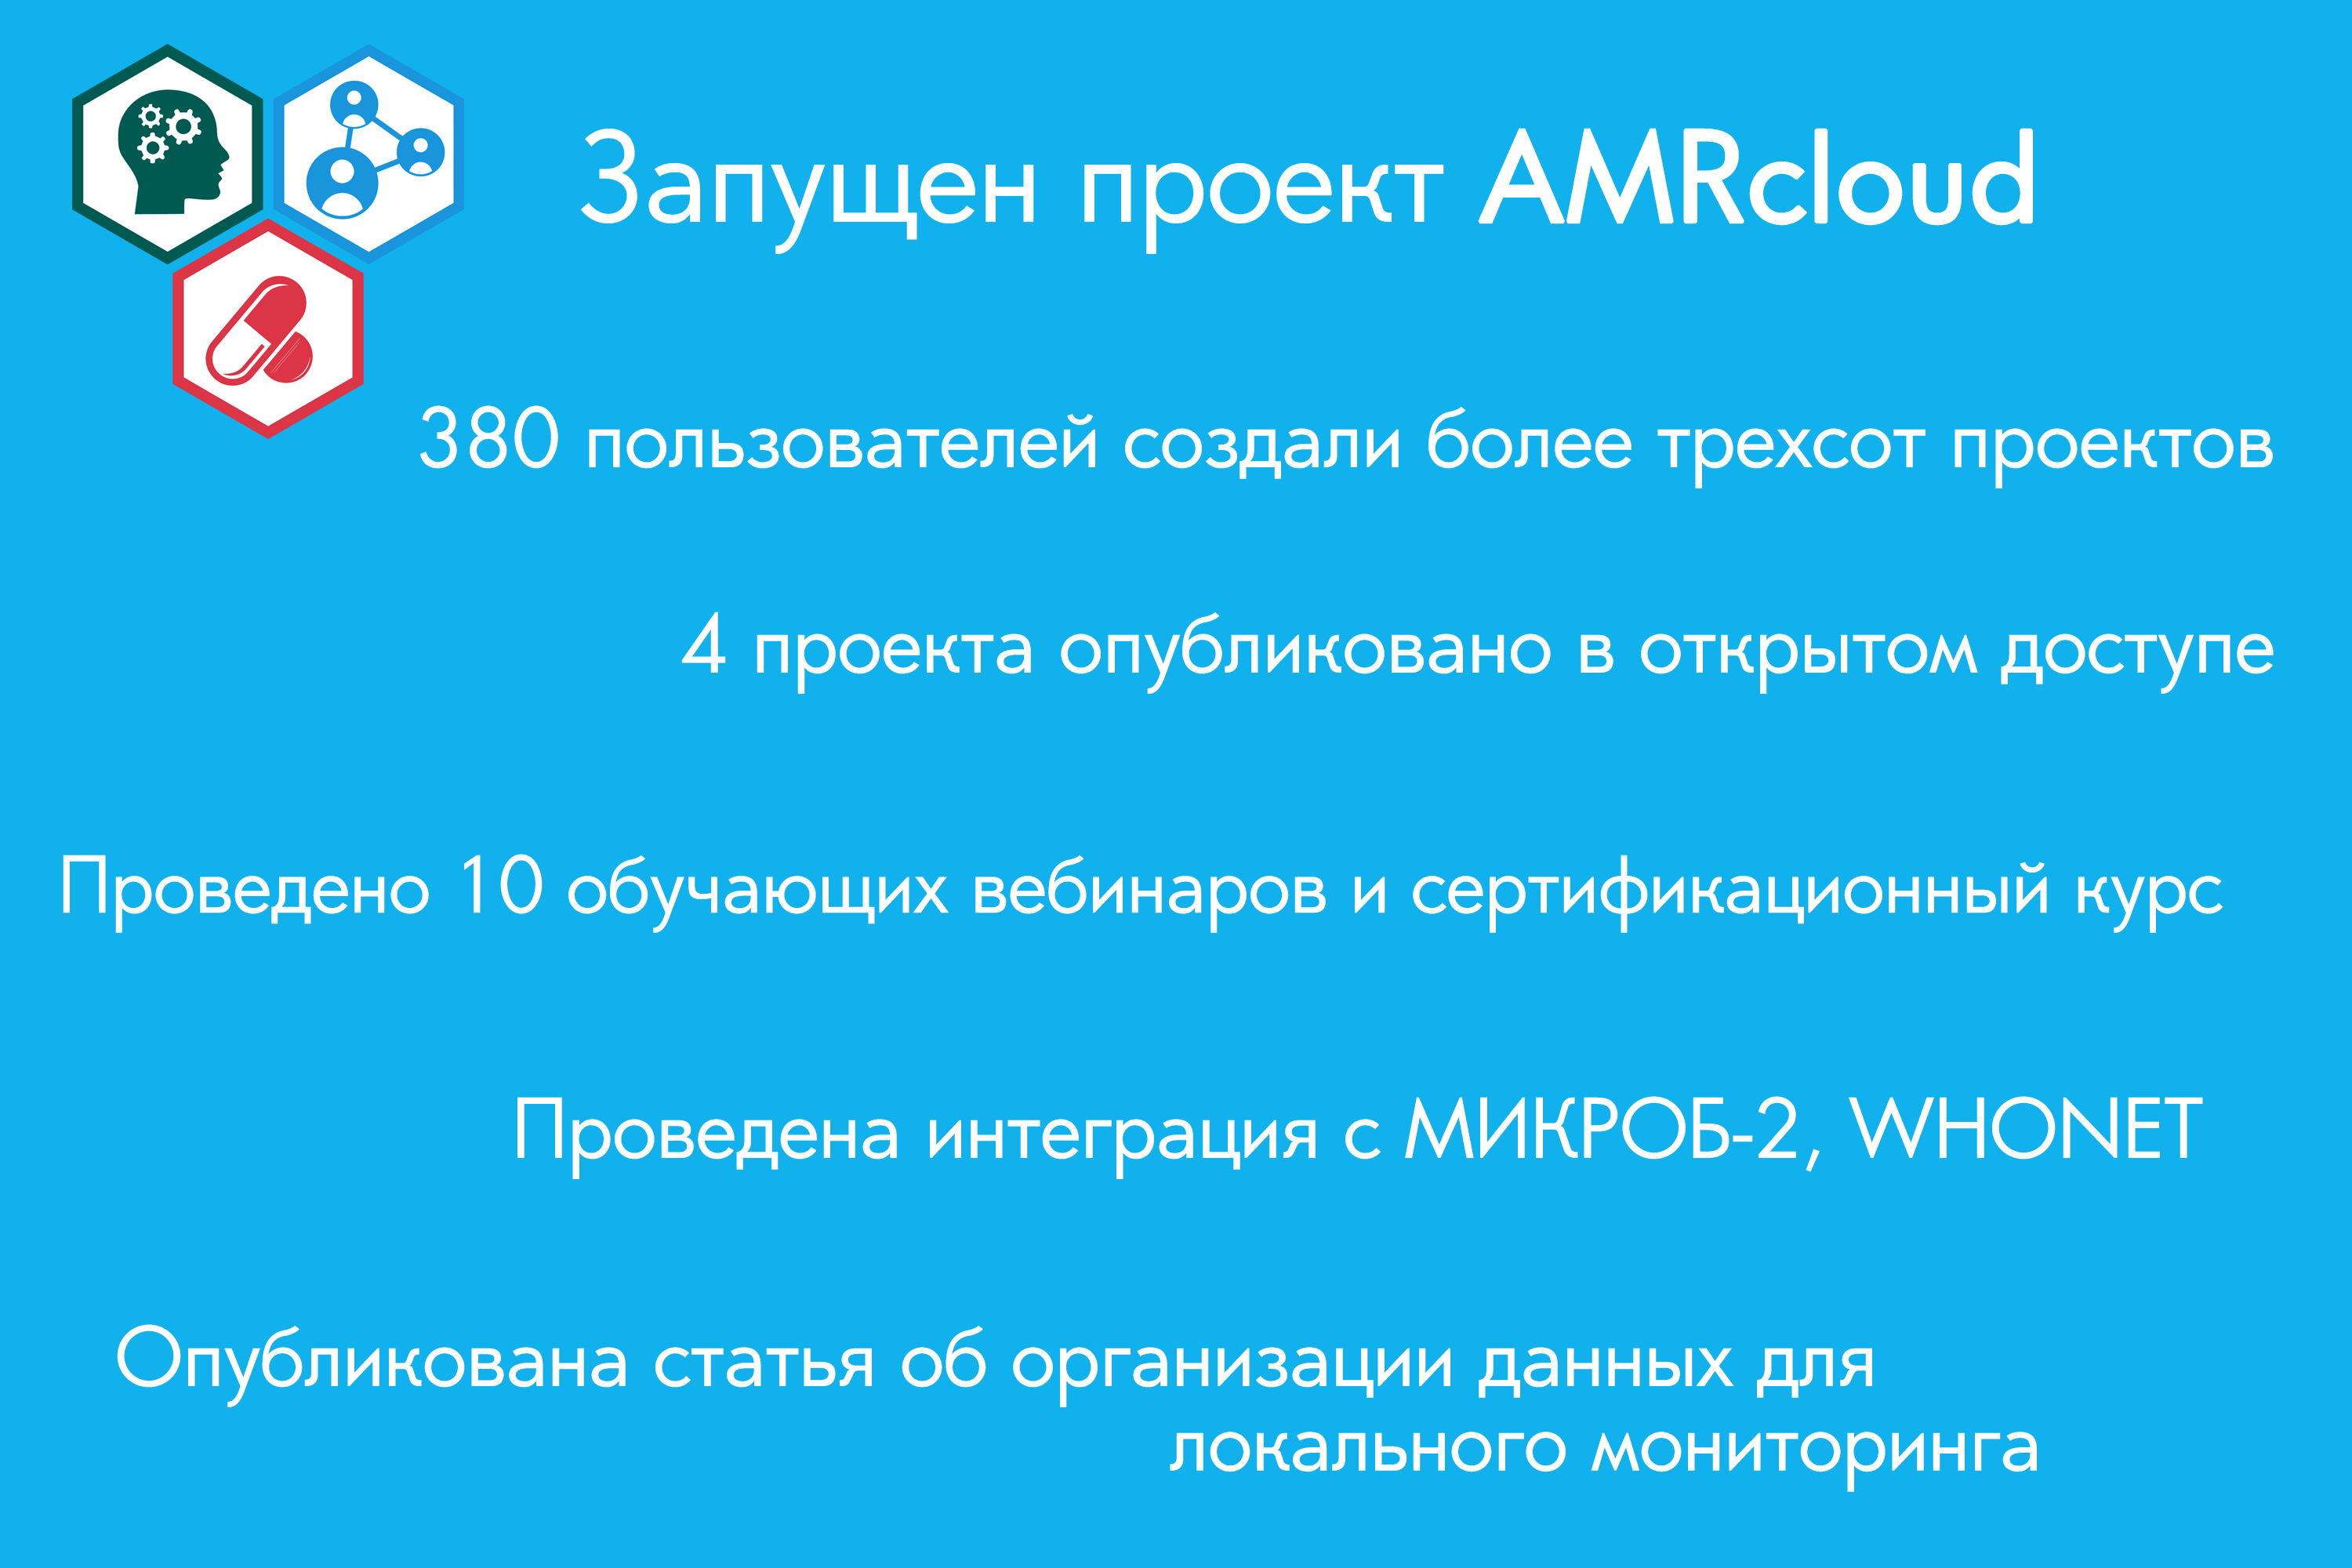 Запущен проект AMRcloud
380 пользователей создали более трехсот проектов
4 проекта опубликовано в открытом доступе
Проведено 10 обучающих вебинаров и сертификационный курс
Проведена интеграция с МИКРОБ-2, WHONET
Опубликована статья об организации данных для
локального мониторинга